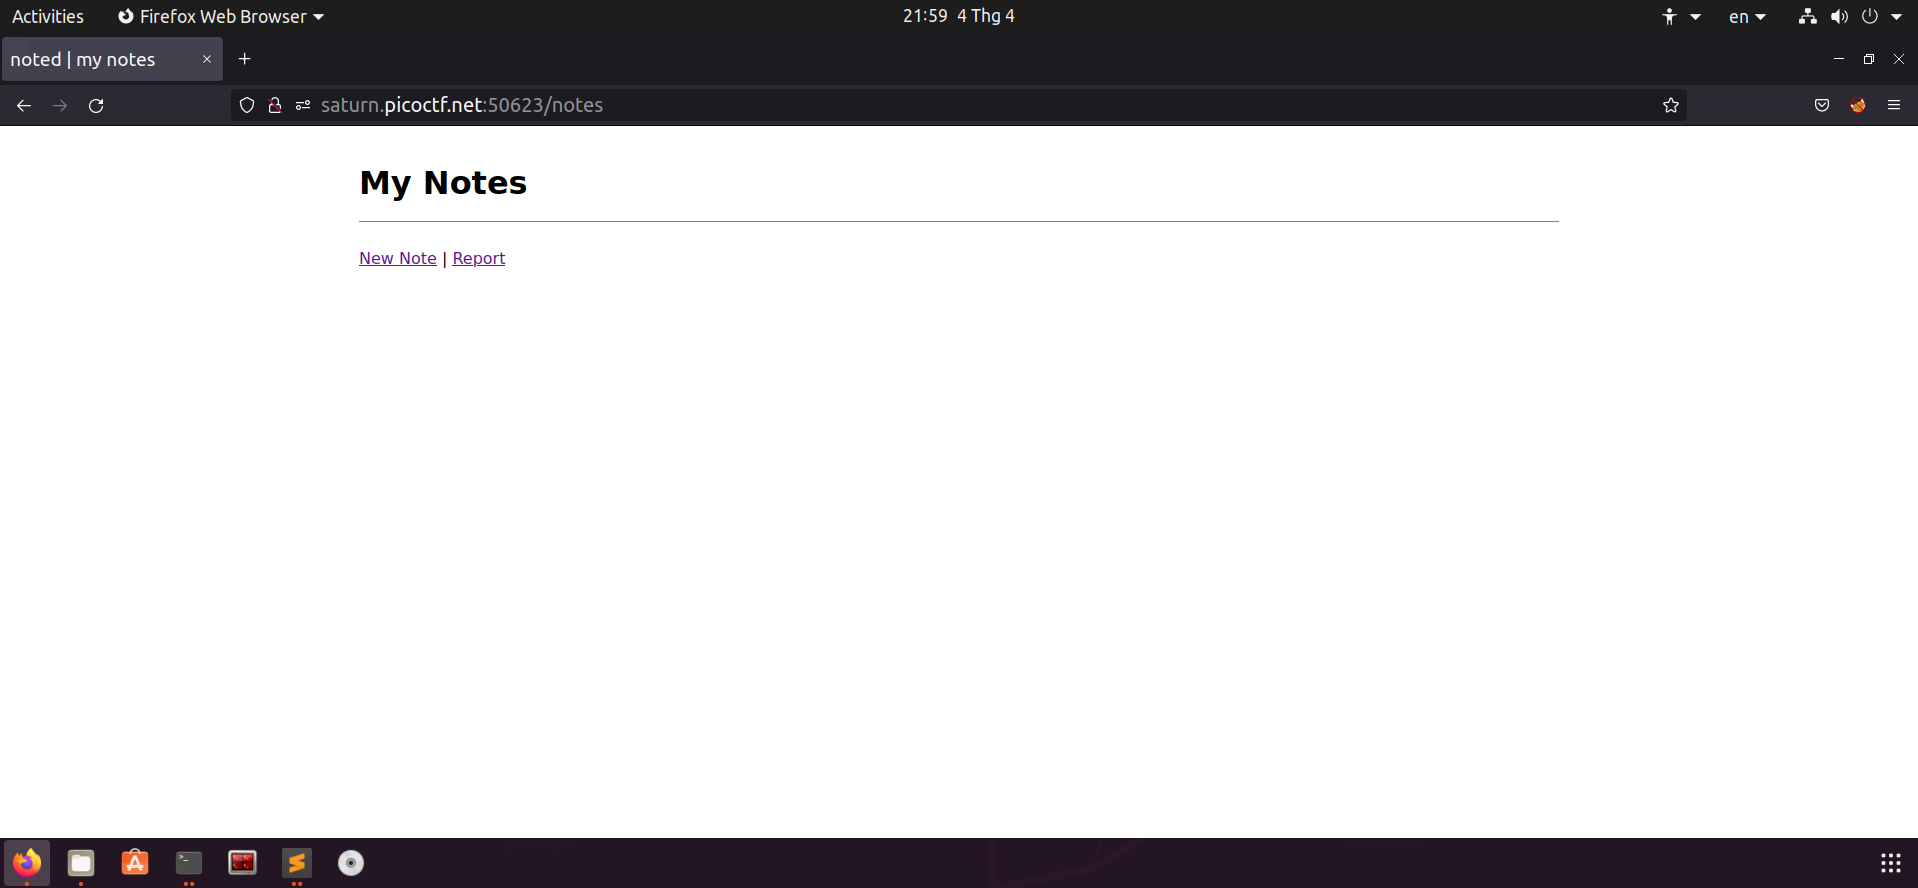 Activities Firefox Web Browser 21:59 4 Thg 4 en
noted | my notes
saturn.picoctf.net:50623/notes
My Notes
New Note | Report